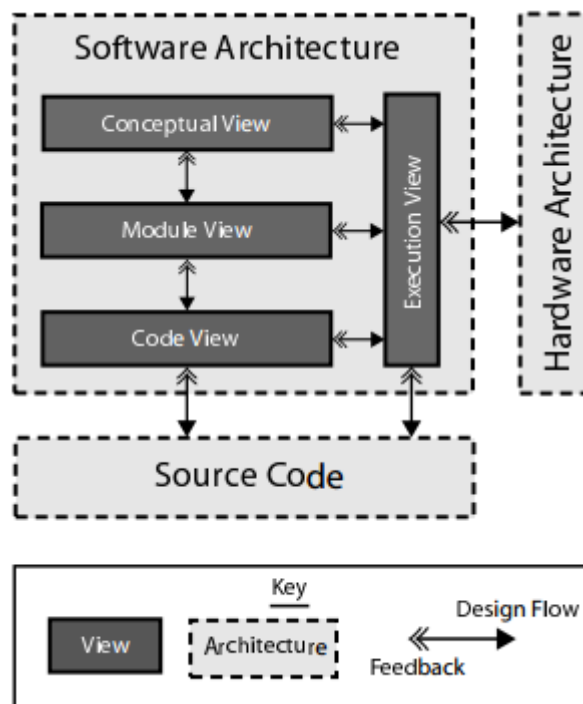 Software Architecture
Conceptual View
Module View
Code View
Execution View
Hardware Architecture
Source Code
Key
View
Architecture
Design Flow
Feedback